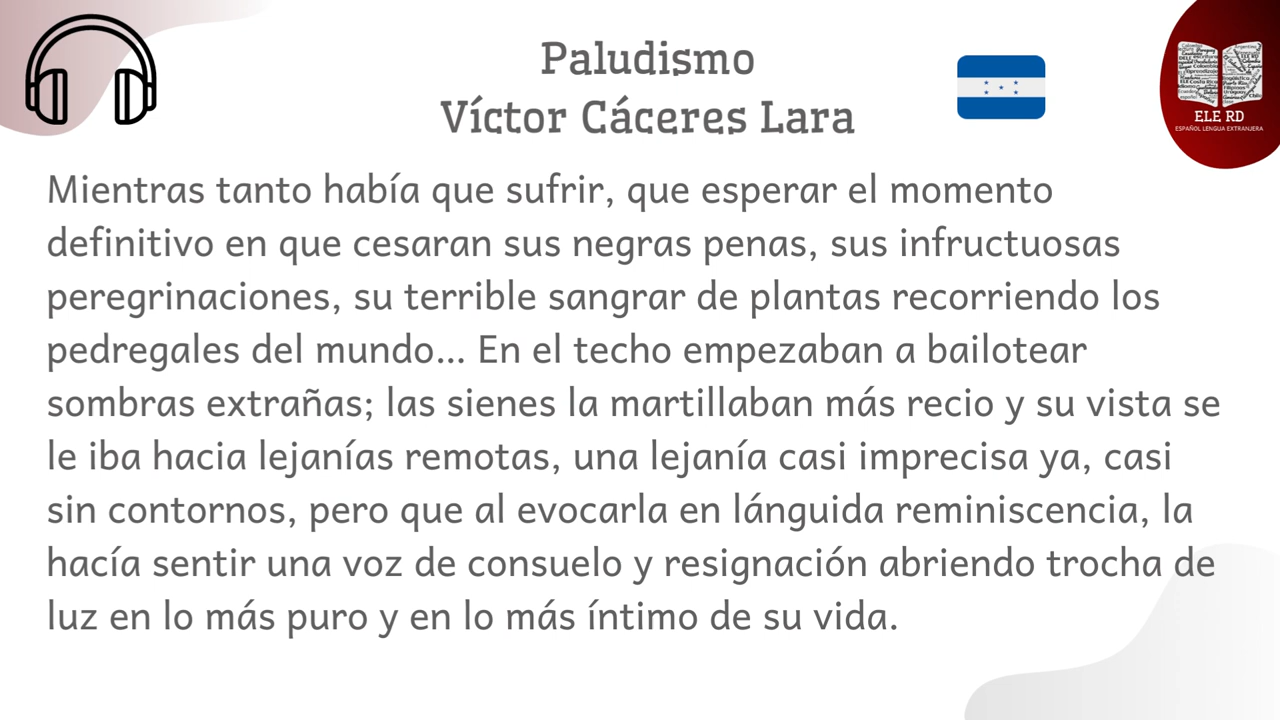 Paludismo
Víctor Cáceres Lara
ELE RD
ESPAÑOL LENGUA EXTRANJERA
Mientras tanto había que sufrir, que esperar el momento
definitivo en que cesaran sus negras penas, sus infructuosas
peregrinaciones, su terrible sangrar de plantas recorriendo los
pedregales del mundo... En el techo empezaban a bailotear
sombras extrañas; las sienes la martillaban más recio y su vista se
le iba hacia lejanías remotas, una lejanía casi imprecisa ya, casi
sin contornos, pero que al evocarla en lánguida reminiscencia, la
hacía sentir una voz de consuelo y resignación abriendo trocha de
luz en lo más puro y en lo más íntimo de su vida.